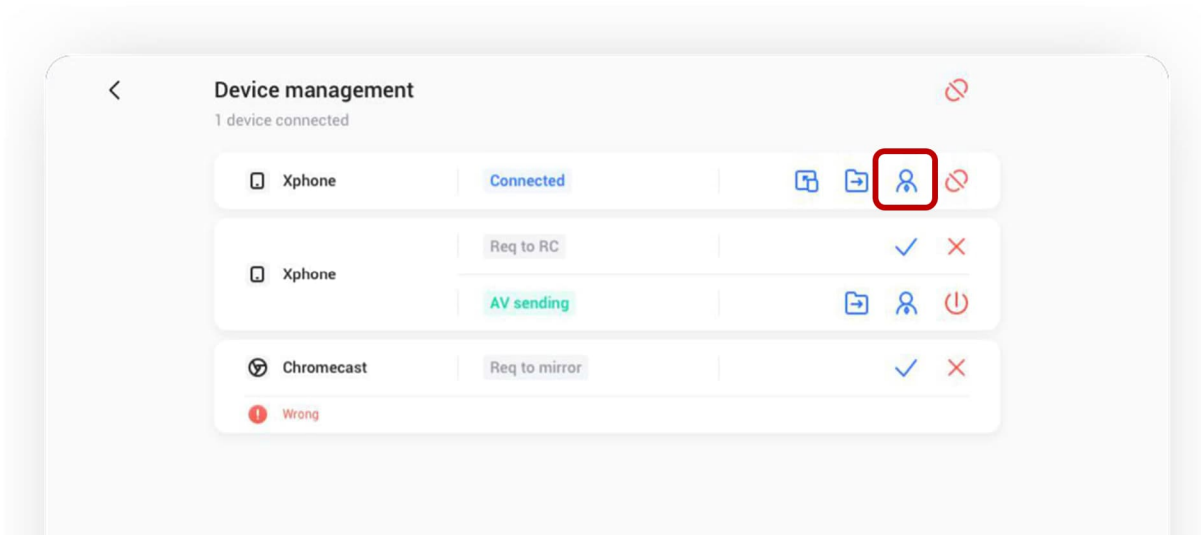 Device management
1 device connected
Xphone
Connected
Xphone
Req to RC
AV sending
Chromecast
Req to mirror
Wrong